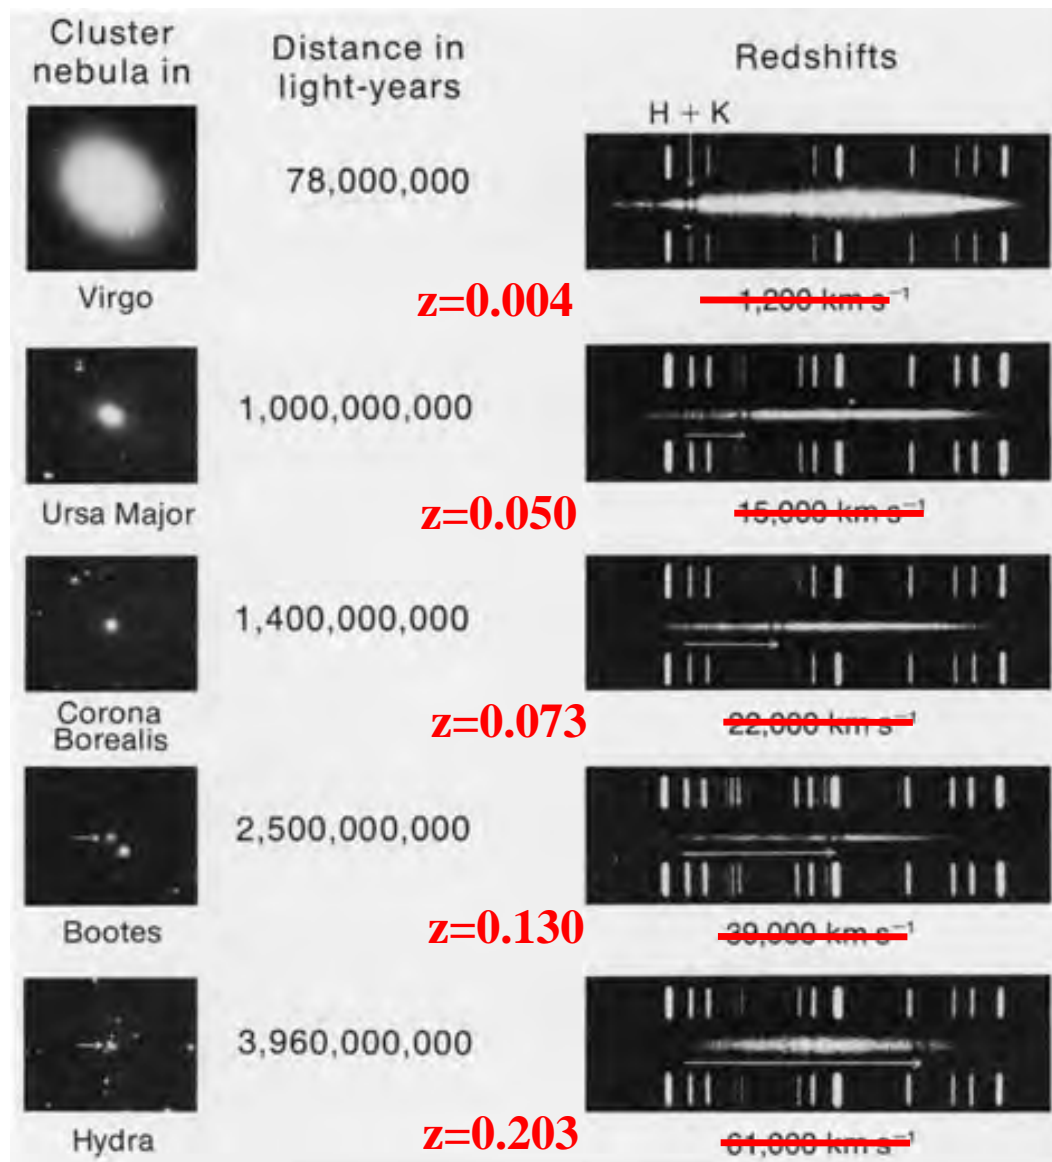 Cluster
nebula in
Distance in
light-years
Redshifts
H + K
78,000,000
Virgo
z=0.004
1,200 km s⁻¹
1,000,000,000
Ursa Major
z=0.050
15,000 km s⁻¹
1,400,000,000
Corona
Borealis
z=0.073
22,000 km s⁻¹
2,500,000,000
Bootes
z=0.130
39,000 km s⁻¹
3,960,000,000
Hydra
z=0.203
61,000 km s⁻¹